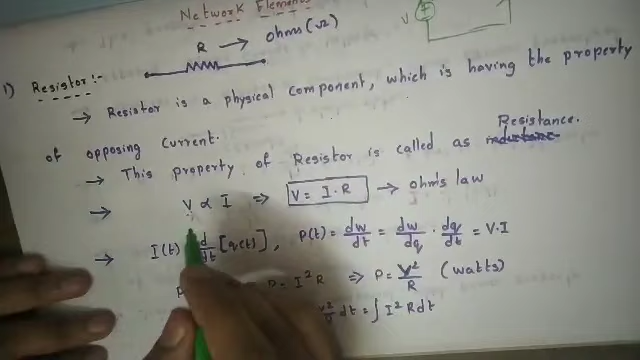 Network Elements
R → ohms (Ω)
V
1) Resistor :-
→ Resistor is a physical component, which is having the property
of opposing current.
→ This property of Resistor is called as Resistance.
→ V ∝ I ⇒ V = I·R → ohm's law
→ I(t) = d/dt [q(t)], P(t) = dw/dt = dw/dq · dq/dt = V·I
P = I²R ⇒ P = V²/R (watts)
dt = ∫ I² R dt